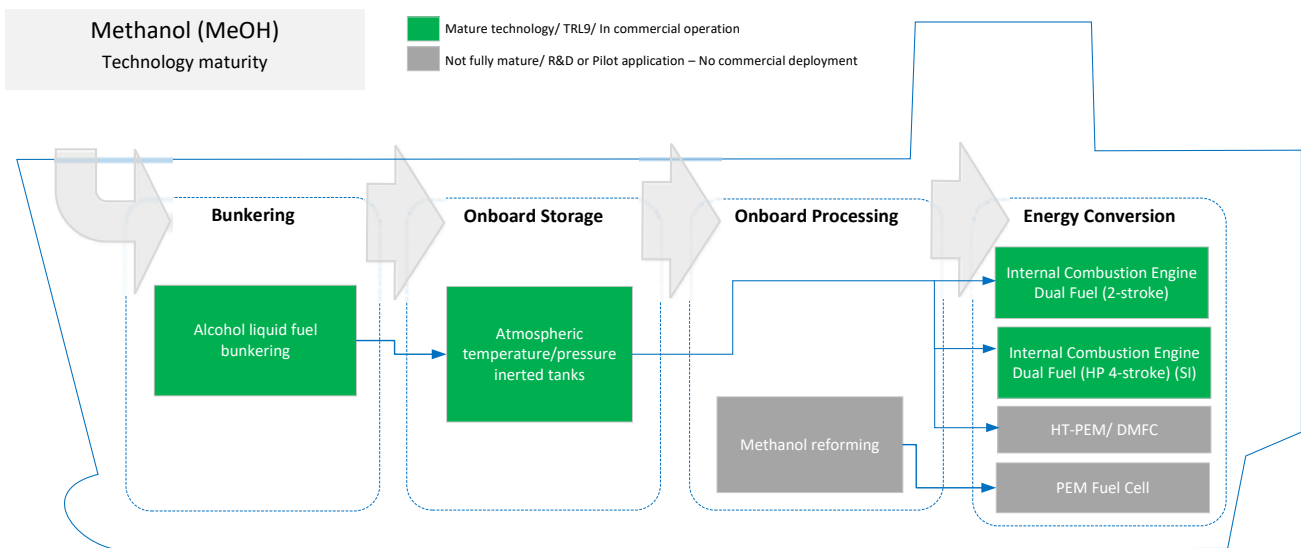 Methanol (MeOH)
Technology maturity
Mature technology/ TRL9/ In commercial operation
Not fully mature/ R&D or Pilot application – No commercial deployment
Bunkering
Onboard Storage
Onboard Processing
Energy Conversion
Alcohol liquid fuel
bunkering
Atmospheric
temperature/pressure
inerted tanks
Methanol reforming
Internal Combustion Engine
Dual Fuel (2-stroke)
Internal Combustion Engine
Dual Fuel (HP 4-stroke) (SI)
HT-PEM/ DMFC
PEM Fuel Cell